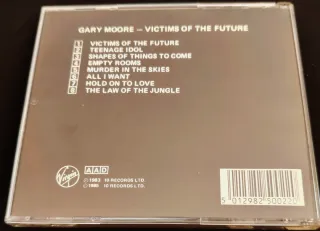 GARY MOORE – VICTIMS OF THE FUTURE
1 VICTIMS OF THE FUTURE
2 TEENAGE IDOL
3 SHAPES OF THINGS TO COME
4 EMPTY ROOMS
5 MURDER IN THE SKIES
6 ALL I WANT
7 HOLD ON TO LOVE
8 THE LAW OF THE JUNGLE
Virgin
AAD
10 RECORDS LTD.
10 RECORDS LTD.